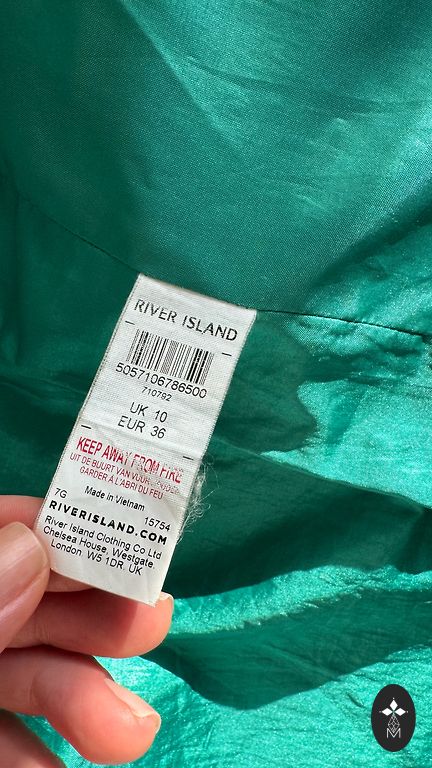 RIVER ISLAND
5057106786500
710792
UK 10
EUR 36
KEEP AWAY FROM FIRE
UIT DE BUURT VAN VUUR
GARDER À L'ABRI DU FEU
Made in Vietnam
7G 15754
RIVERISLAND.COM
River Island Clothing Co Ltd
Chelsea House, Westgate,
London W5 1DR, UK